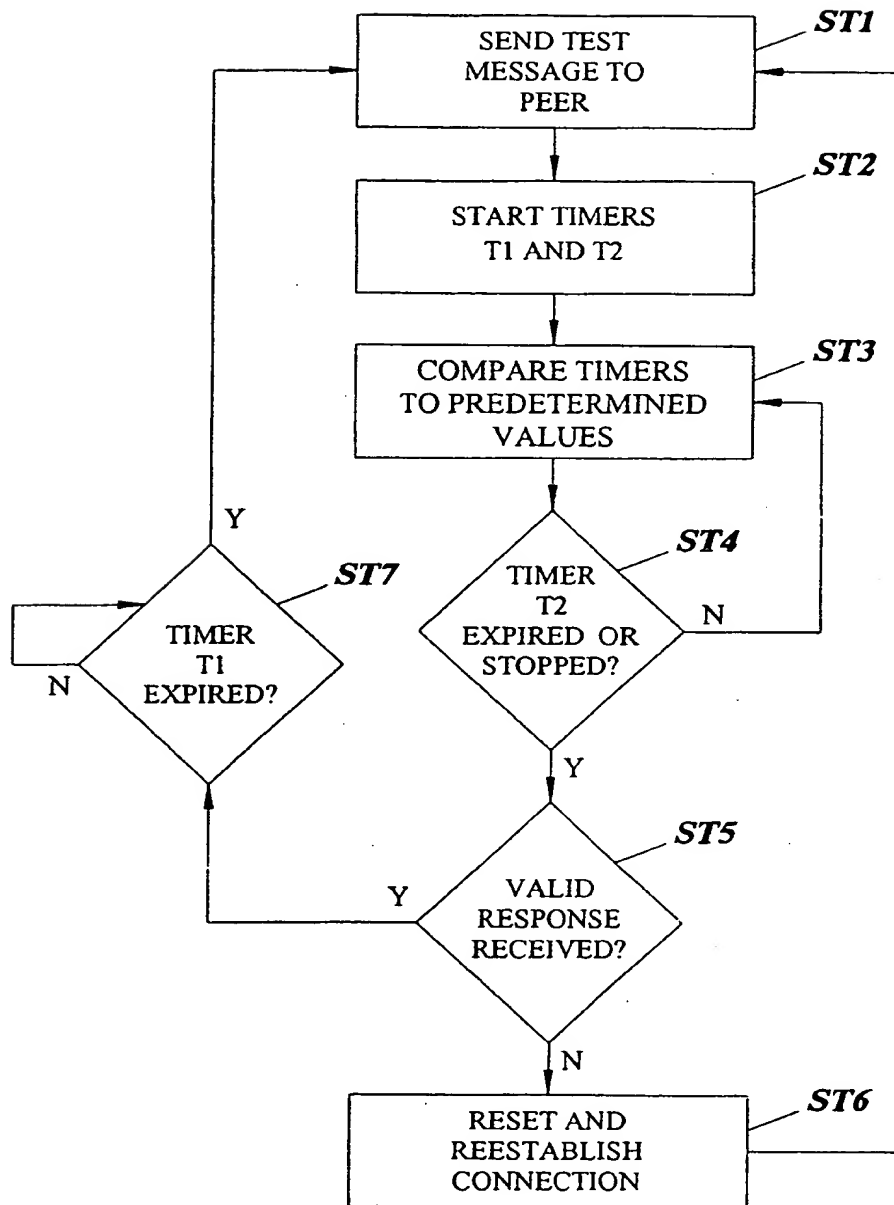 SEND TEST
MESSAGE TO
PEER
ST1
START TIMERS
T1 AND T2
ST2
COMPARE TIMERS
TO PREDETERMINED
VALUES
ST3
TIMER
T2
EXPIRED OR
STOPPED?
ST4
N
Y
TIMER
T1
EXPIRED?
ST7
Y
N
VALID
RESPONSE
RECEIVED?
ST5
Y
N
RESET AND
REESTABLISH
CONNECTION
ST6